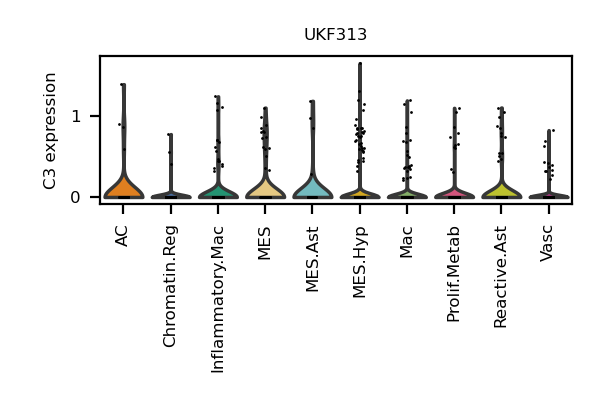 UKF313
C3 expression
1
0
AC
Chromatin.Reg
Inflammatory.Mac
MES
MES.Ast
MES.Hyp
Mac
Prolif.Metab
Reactive.Ast
Vasc